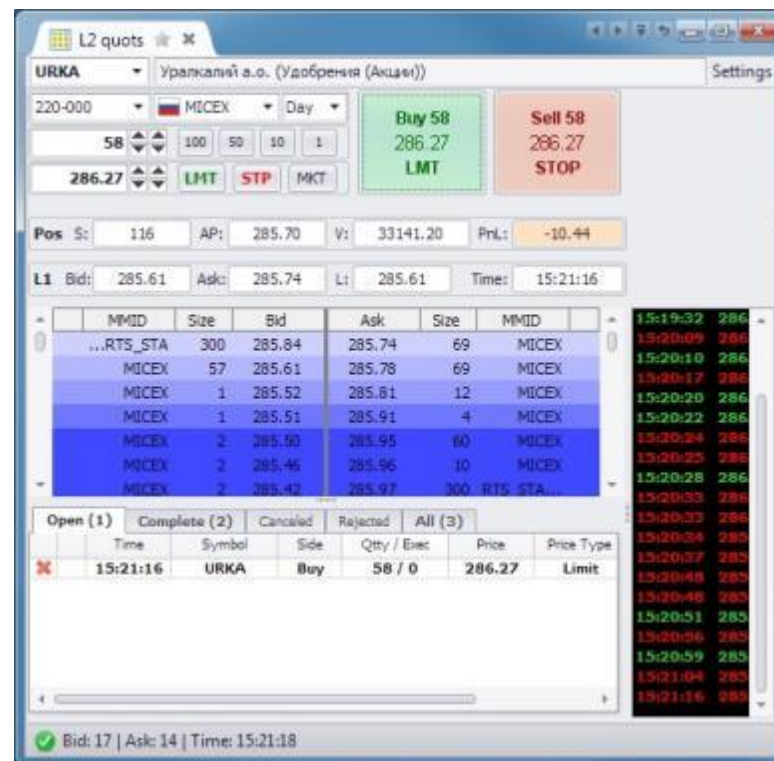 L2 quots
URKA Уралкалий а.о. (Удобрения (Акции)) Settings
220-000 MICEX Day
58 100 50 10 1
286.27 LMT STP MKT
Buy 58
286.27
LMT
Sell 58
286.27
STOP
Pos S: 116 AP: 285.70 V: 33141.20 PnL: -10.44
L1 Bid: 285.61 Ask: 285.74 L: 285.61 Time: 15:21:16
MMID Size Bid Ask Size MMID
...RTS_STA 300 285.84 285.74 69 MICEX
MICEX 57 285.61 285.78 69 MICEX
MICEX 1 285.52 285.81 12 MICEX
MICEX 1 285.51 285.91 4 MICEX
MICEX 2 285.50 285.95 60 MICEX
MICEX 2 285.46 285.96 10 MICEX
MICEX 2 285.42 285.97 300 RTS_STA...
15:19:32 286
15:20:09 286
15:20:10 286
15:20:17 286
15:20:20 286
15:20:22 286
15:20:24 286
15:20:25 286
15:20:28 286
15:20:33 286
15:20:33 286
15:20:34 285
15:20:37 285
15:20:48 285
15:20:48 285
15:20:51 285
15:20:56 285
15:20:59 285
15:21:04 285
15:21:16 285
Open (1) Complete (2) Canceled Rejected All (3)
Time Symbol Side Qtty / Exec Price Price Type
15:21:16 URKA Buy 58 / 0 286.27 Limit
Bid: 17 | Ask: 14 | Time: 15:21:18